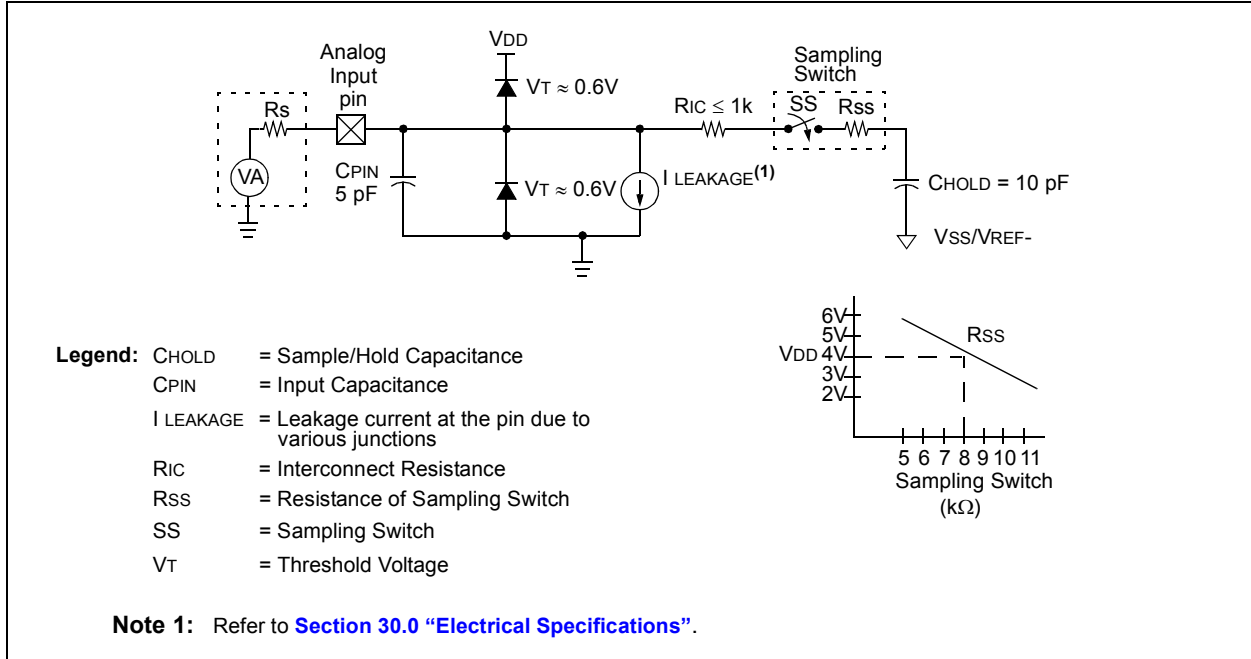 VDD
Analog
Input
pin
Sampling
Switch
VT ≈ 0.6V
Rs
RIC ≤ 1k
SS
Rss
VA
CPIN
5 pF
VT ≈ 0.6V
I LEAKAGE(1)
CHOLD = 10 pF
VSS/VREF-
6V
5V
VDD 4V
3V
2V
RSS
5 6 7 8 9 10 11
Sampling Switch
(kΩ)
Legend: CHOLD = Sample/Hold Capacitance
CPIN = Input Capacitance
I LEAKAGE = Leakage current at the pin due to
various junctions
RIC = Interconnect Resistance
RSS = Resistance of Sampling Switch
SS = Sampling Switch
VT = Threshold Voltage
Note 1: Refer to Section 30.0 “Electrical Specifications”.